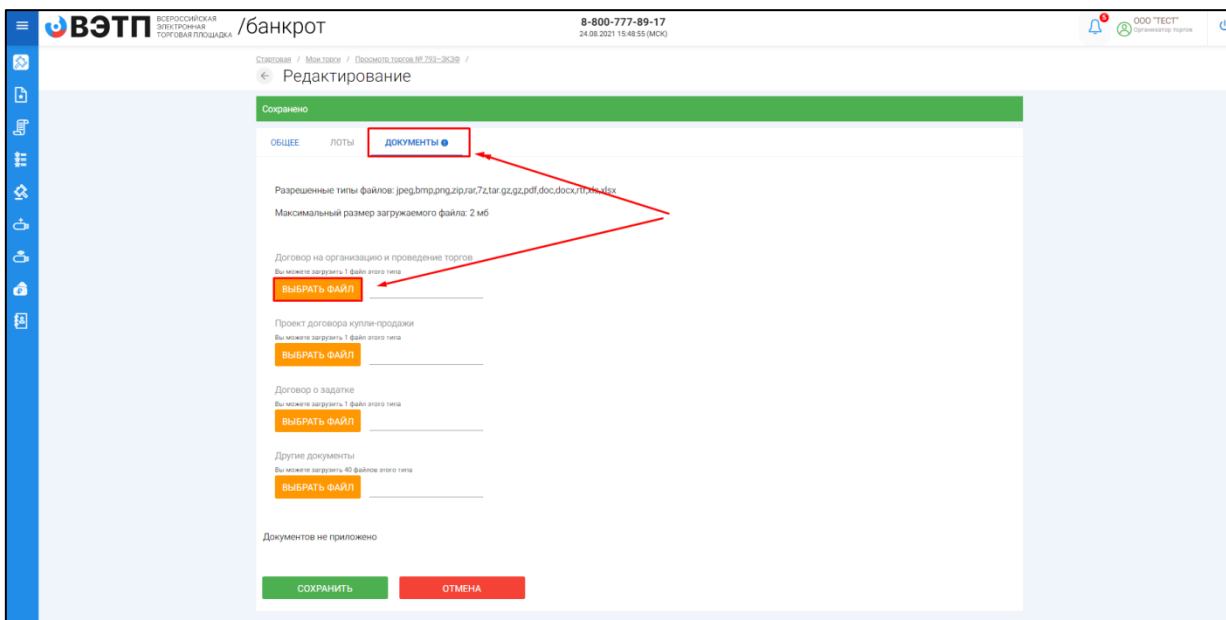 ВЭТП ВСЕРОССИЙСКАЯ ЭЛЕКТРОННАЯ ТОРГОВАЯ ПЛОЩАДКА /банкрот
8-800-777-89-17
24.08.2021 15:48:55 (МСК)
5
ООО "ТЕСТ"
Организатор торгов
Стартовая / Мои торги / Просмотр торгов № 793-ЗКЭФ /
Редактирование
Сохранено
ОБЩЕЕ ЛОТЫ ДОКУМЕНТЫ
Разрешенные типы файлов: jpeg,bmp,png,zip,rar,7z,tar.gz,gz,pdf,doc,docx,rtf,xls,xlsx
Максимальный размер загружаемого файла: 2 мб
Договор на организацию и проведение торгов
Вы можете загрузить 1 файл этого типа
ВЫБРАТЬ ФАЙЛ
Проект договора купли-продажи
Вы можете загрузить 1 файл этого типа
ВЫБРАТЬ ФАЙЛ
Договор о задатке
Вы можете загрузить 1 файл этого типа
ВЫБРАТЬ ФАЙЛ
Другие документы
Вы можете загрузить 40 файлов этого типа
ВЫБРАТЬ ФАЙЛ
Документов не приложено
СОХРАНИТЬ ОТМЕНА